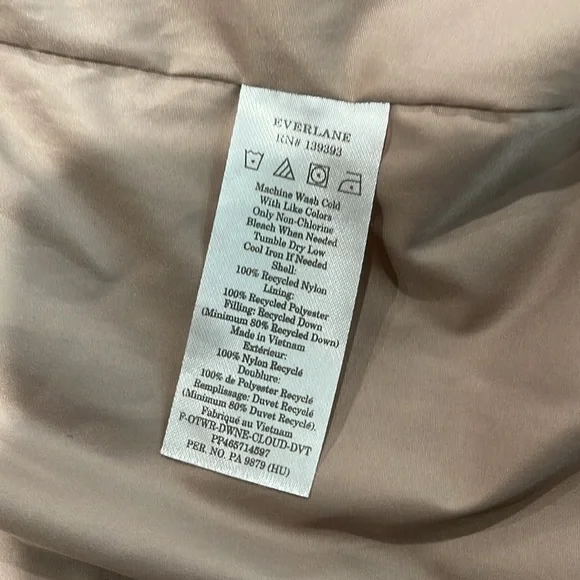 EVERLANE
RN# 139393
Machine Wash Cold
With Like Colors
Only Non-Chlorine
Bleach When Needed
Tumble Dry Low
Cool Iron If Needed
Shell:
100% Recycled Nylon
Lining:
100% Recycled Polyester
Filling: Recycled Down
(Minimum 80% Recycled Down)
Made in Vietnam
Extérieur:
100% Nylon Recyclé
Doublure:
100% de Polyester Recyclé
Remplissage: Duvet Recyclé
(Minimum 80% Duvet Recyclé).
Fabriqué au Vietnam
F-OTWR-DWNE-CLOUD-DVT
PP465714597
PER. NO. PA 9879 (HU)